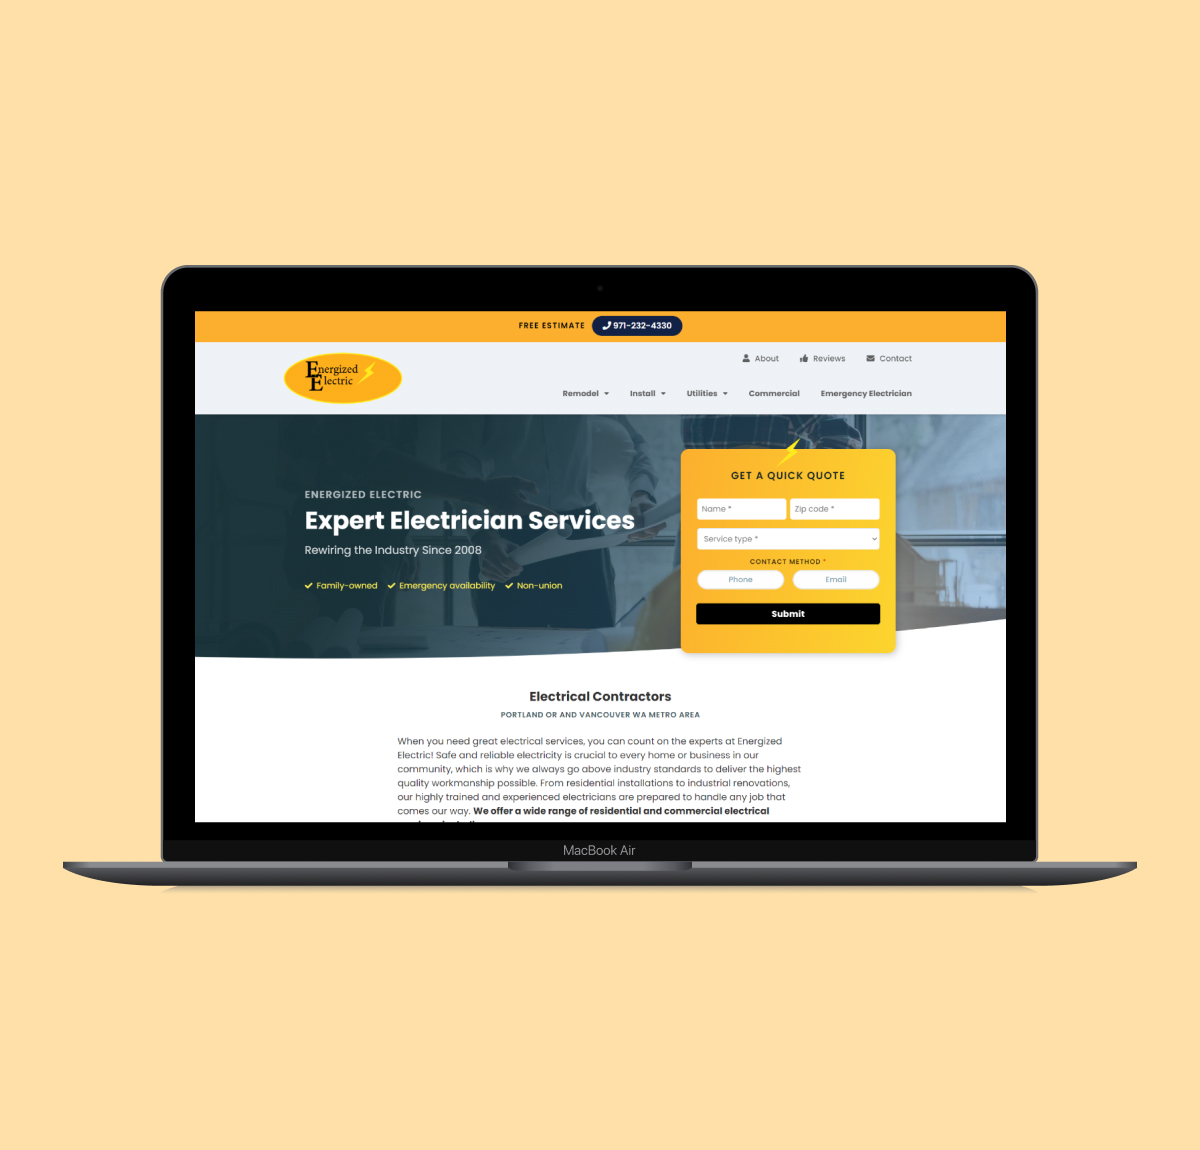 FREE ESTIMATE 971-232-4330
Energized
Electric
About Reviews Contact
Remodel Install Utilities Commercial Emergency Electrician
ENERGIZED ELECTRIC
Expert Electrician Services
Rewiring the Industry Since 2008
Family-owned Emergency availability Non-union
GET A QUICK QUOTE
Name * Zip code *
Service type *
CONTACT METHOD *
Phone Email
Submit
Electrical Contractors
PORTLAND OR AND VANCOUVER WA METRO AREA
When you need great electrical services, you can count on the experts at Energized
Electric! Safe and reliable electricity is crucial to every home or business in our
community, which is why we always go above industry standards to deliver the highest
quality workmanship possible. From residential installations to industrial renovations,
our highly trained and experienced electricians are prepared to handle any job that
comes our way. We offer a wide range of residential and commercial electrical
MacBook Air